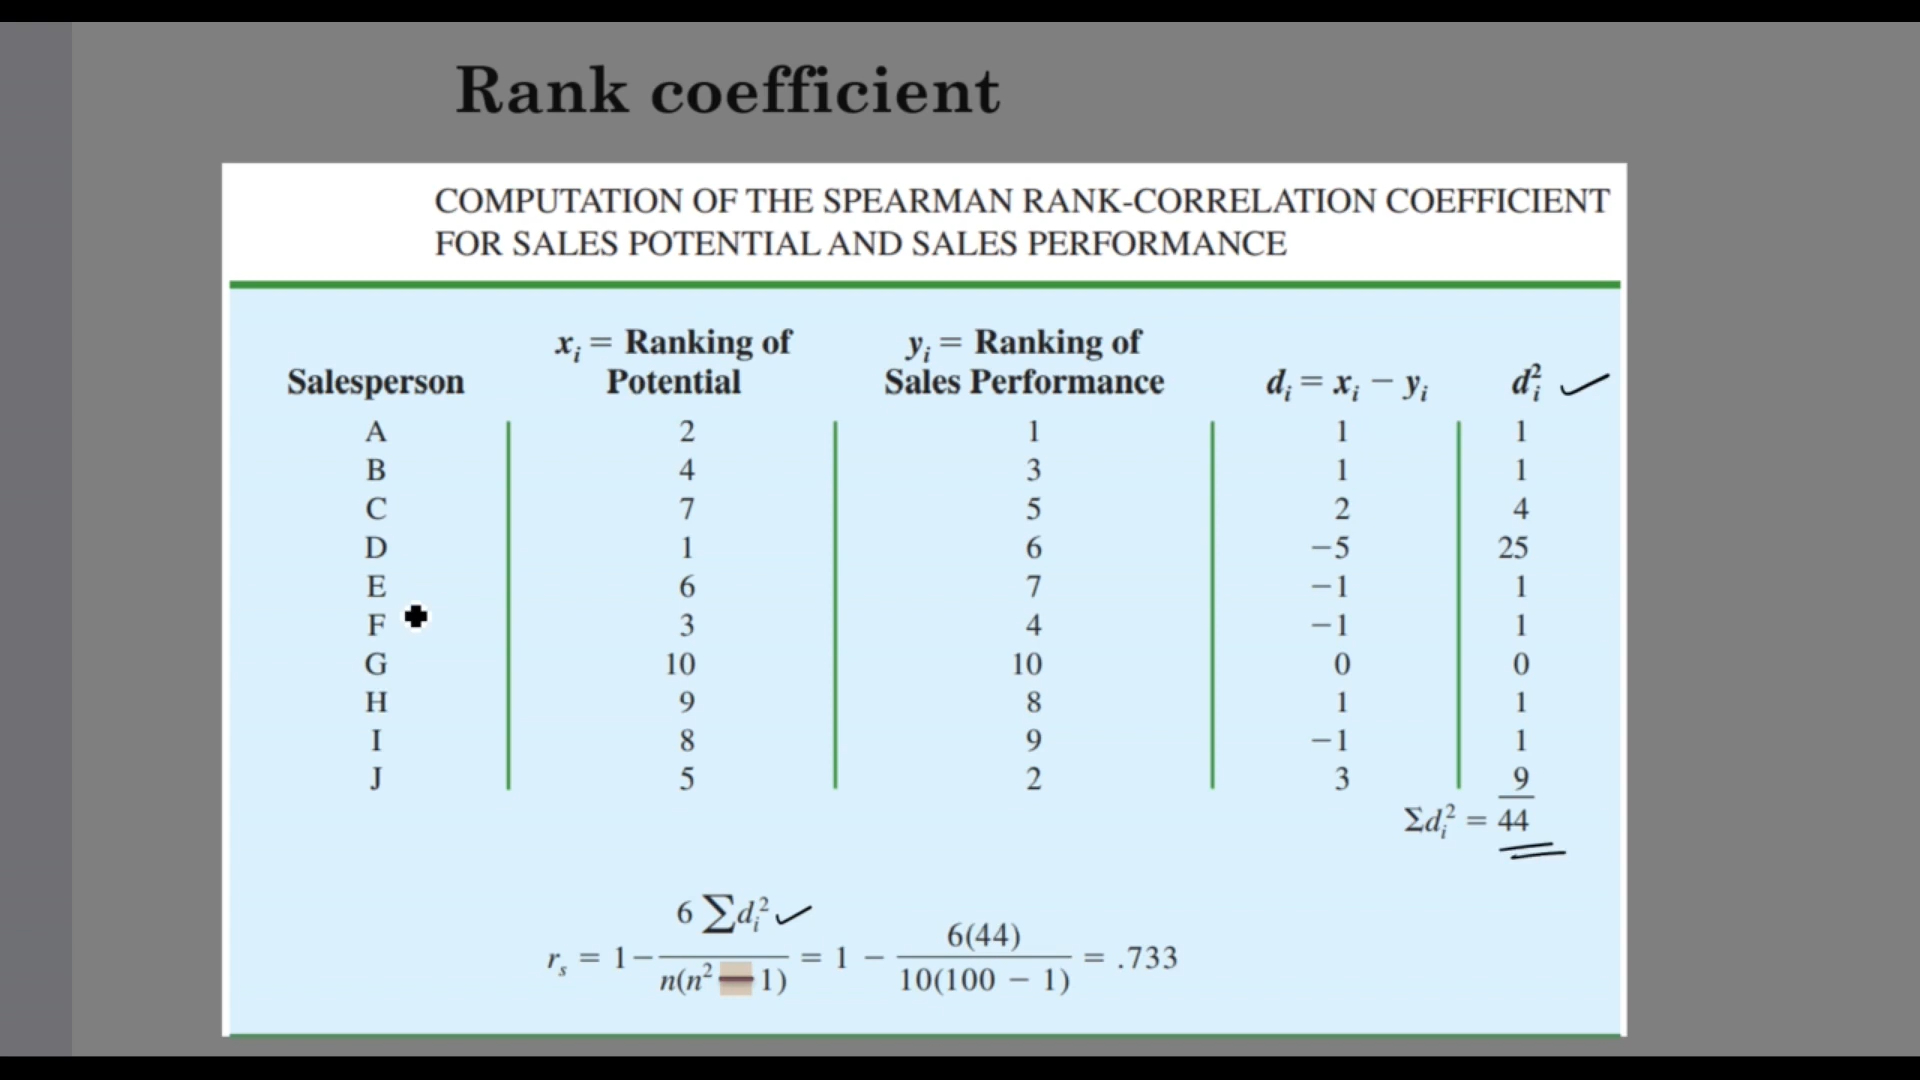 Rank coefficient
COMPUTATION OF THE SPEARMAN RANK-CORRELATION COEFFICIENT
FOR SALES POTENTIAL AND SALES PERFORMANCE
Salesperson xᵢ = Ranking of Potential yᵢ = Ranking of Sales Performance dᵢ = xᵢ − yᵢ dᵢ²
A 2 1 1 1
B 4 3 1 1
C 7 5 2 4
D 1 6 −5 25
E 6 7 −1 1
F 3 4 −1 1
G 10 10 0 0
H 9 8 1 1
I 8 9 −1 1
J 5 2 3 9
Σdᵢ² = 44
rₛ = 1 − 6 ∑dᵢ² / n(n² − 1) = 1 − 6(44) / 10(100 − 1) = .733